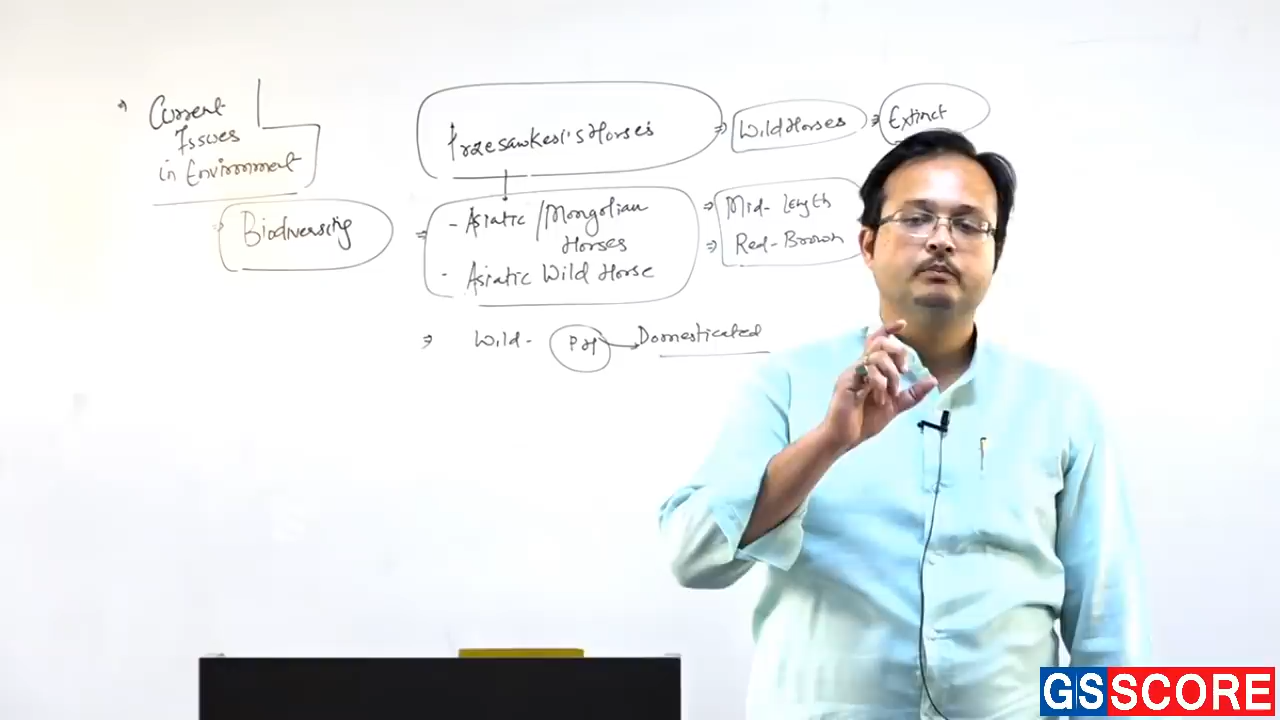 Current
Issues
in Environment
Biodiversity
Przesawkesi's Horses
Wild Horses
Extinct
- Asiatic / Mongolian
Horses
- Asiatic Wild Horse
Mid- Length
Red-Brown
Wild -
Domesticated
GSSCORE